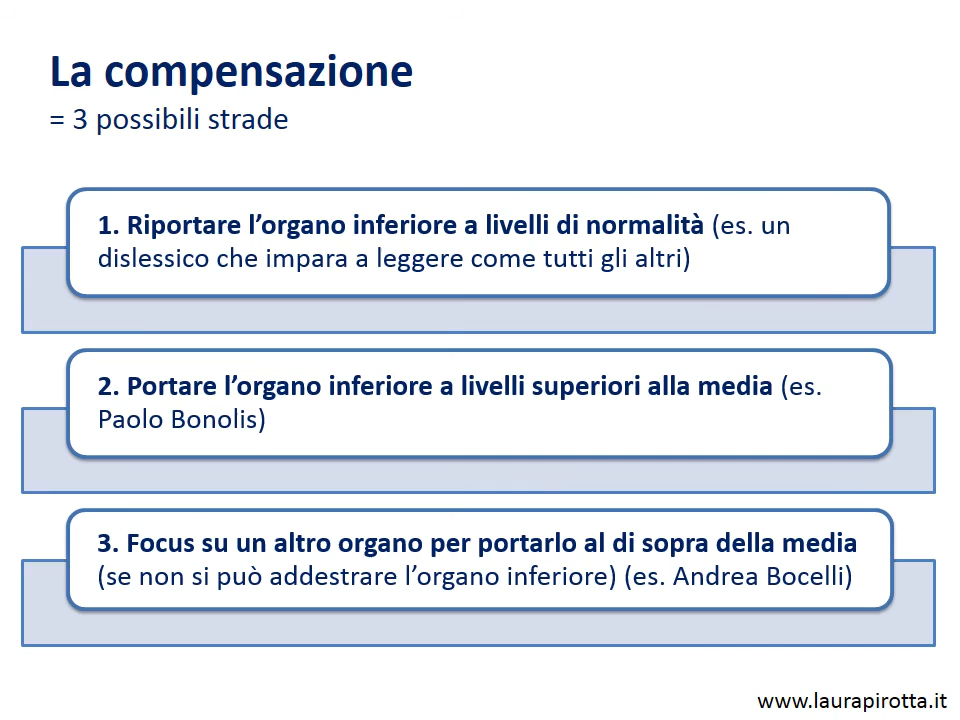 La compensazione
= 3 possibili strade
1. Riportare l’organo inferiore a livelli di normalità (es. un
dislessico che impara a leggere come tutti gli altri)
2. Portare l’organo inferiore a livelli superiori alla media (es.
Paolo Bonolis)
3. Focus su un altro organo per portarlo al di sopra della media
(se non si può addestrare l’organo inferiore) (es. Andrea Bocelli)
www.laurapirotta.it